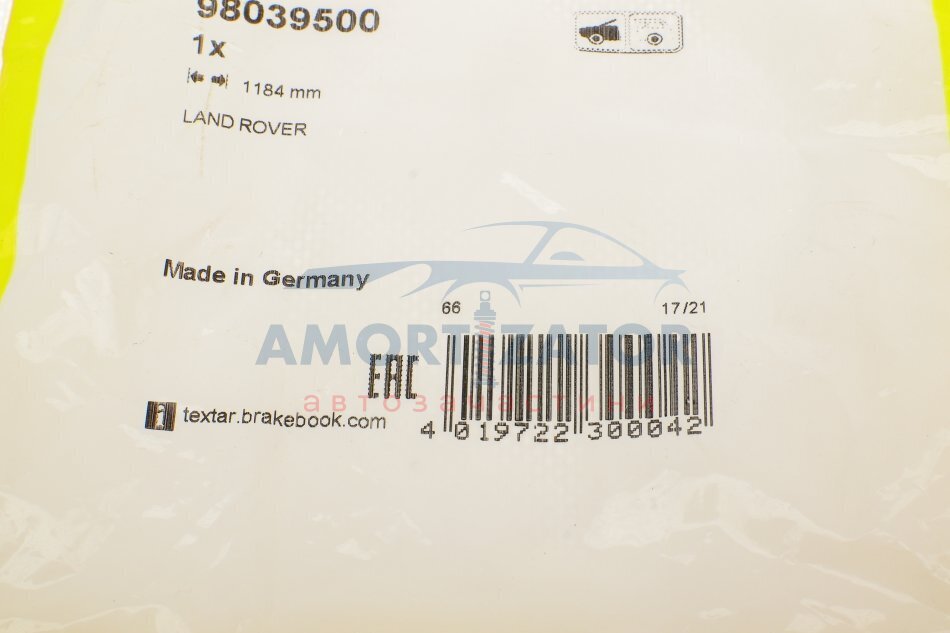 98039500
1x
1184 mm
LAND ROVER
Made in Germany
66 17/21
AMORTIZATOR
EAC
автозапчастини
textar.brakebook.com
4 019722 300042